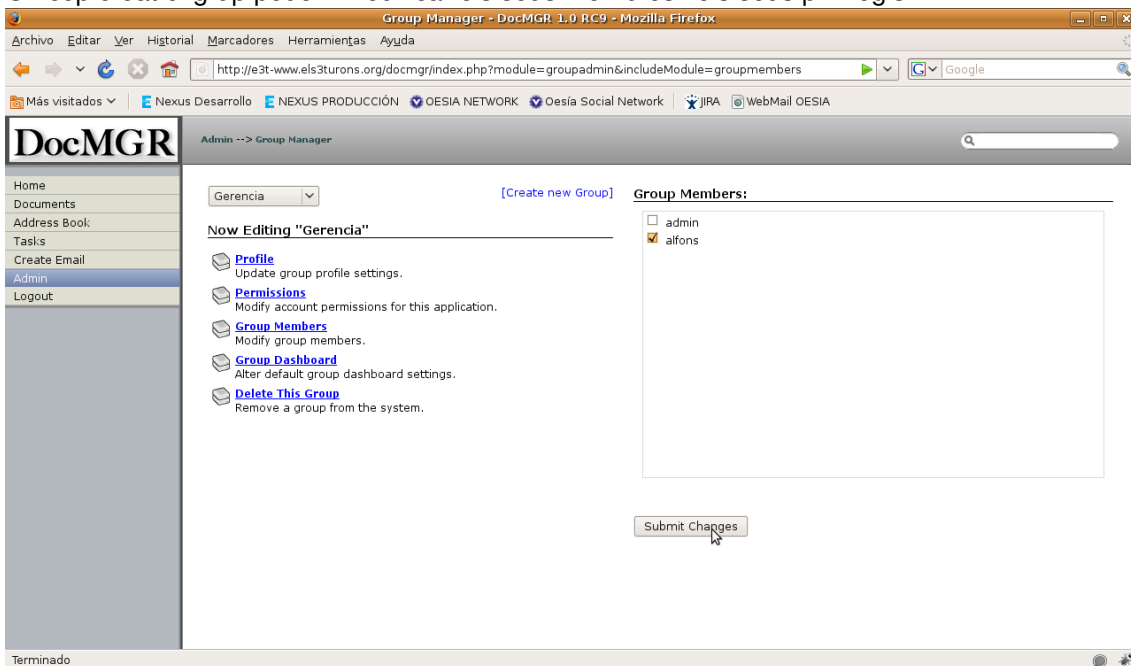 Group Manager - DocMGR 1.0 RC9 - Mozilla Firefox
Archivo Editar Ver Historial Marcadores Herramientas Ayuda
http://e3t-www.els3turons.org/docmgr/index.php?module=groupadmin&includeModule=groupmembers
Google
Más visitados
Nexus Desarrollo
NEXUS PRODUCCIÓN
OESIA NETWORK
Oesía Social Network
JIRA
WebMail OESIA
DocMGR
Admin --> Group Manager
Home
Documents
Address Book
Tasks
Create Email
Admin
Logout
Gerencia
[Create new Group]
Now Editing "Gerencia"
Profile
Update group profile settings.
Permissions
Modify account permissions for this application.
Group Members
Modify group members.
Group Dashboard
Alter default group dashboard settings.
Delete This Group
Remove a group from the system.
Group Members:
admin
alfons
Submit Changes
Terminado